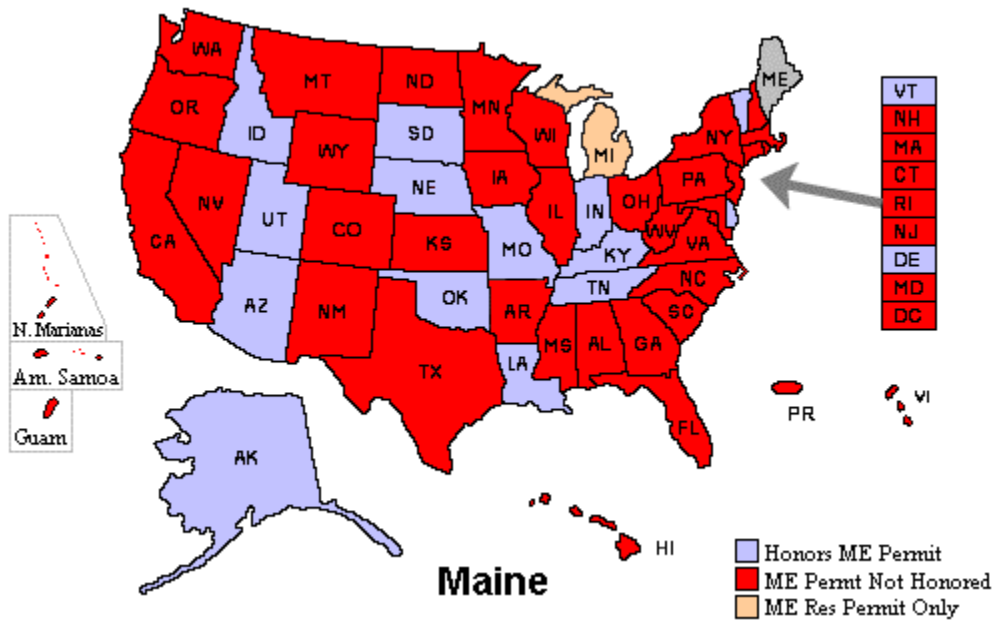 WA
MT
ND
MN
ME
VT
OR
ID
SD
WI
NH
WY
MI
NY
MA
IA
NE
PA
CT
NV
UT
CO
IL
IN
OH
RI
CA
KS
MO
WV
VA
NJ
KY
DE
AZ
NM
OK
TN
NC
MD
AR
SC
DC
N. Marianas
MS
AL
GA
TX
LA
Am. Samoa
PR
VI
Guam
FL
AK
HI
Maine
Honors ME Permit
ME Permt Not Honored
ME Res Permit Only